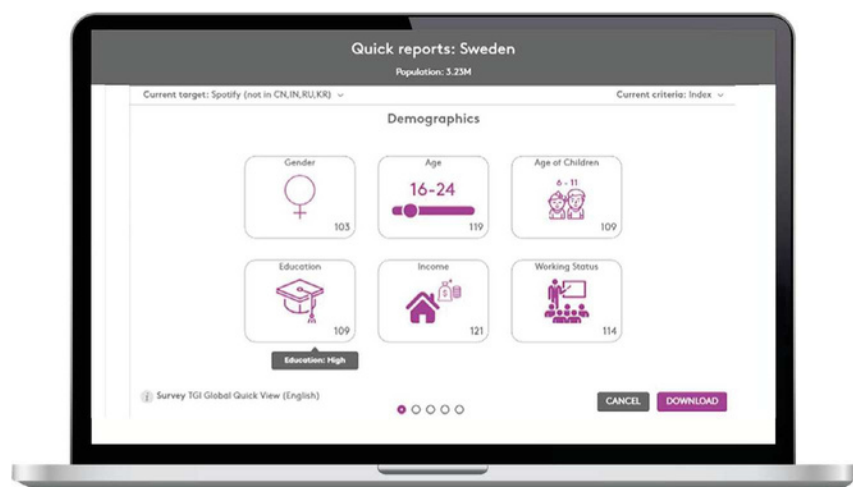 Quick reports: Sweden
Population: 3.23M
Current target: Spotify (not in CN,IN,RU,KR)
Current criteria: Index
Demographics
Gender
103
Age
16-24
119
Age of Children
6 - 11
109
Education
109
Income
$
121
Working Status
114
Education: High
i Survey TGI Global Quick View (English)
CANCEL
DOWNLOAD